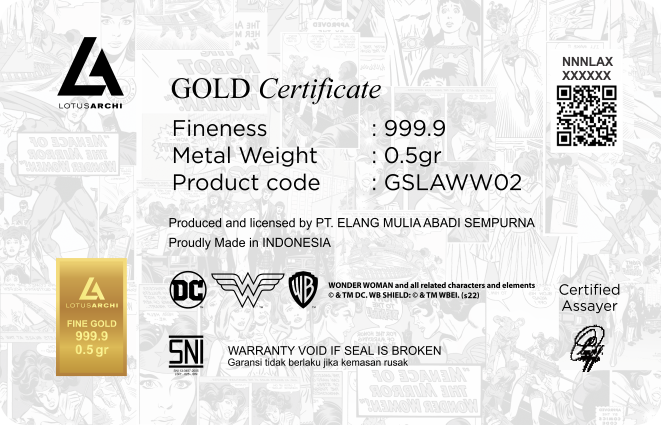 LOTUSARCHI
GOLD Certificate
NNNLAX
XXXXXX
Fineness : 999.9
Metal Weight : 0.5gr
Product code : GSLAWW02
Produced and licensed by PT. ELANG MULIA ABADI SEMPURNA
Proudly Made in INDONESIA
LOTUSARCHI
FINE GOLD
999.9
0.5 gr
DC
WB
WONDER WOMAN and all related characters and elements
© & TM DC. WB SHIELD: © & TM WBEI. (s22)
Certified
Assayer
SNI
WARRANTY VOID IF SEAL IS BROKEN
Garansi tidak berlaku jika kemasan rusak